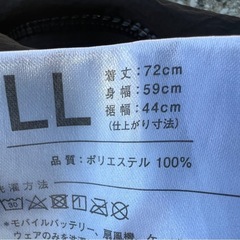 LL
着丈：72cm
身幅：59cm
裾幅：44cm
(仕上がり寸法)
品質：ポリエステル 100%
洗濯方法
*モバイルバッテリー、扇風機、ケ
ウェアのみを洗